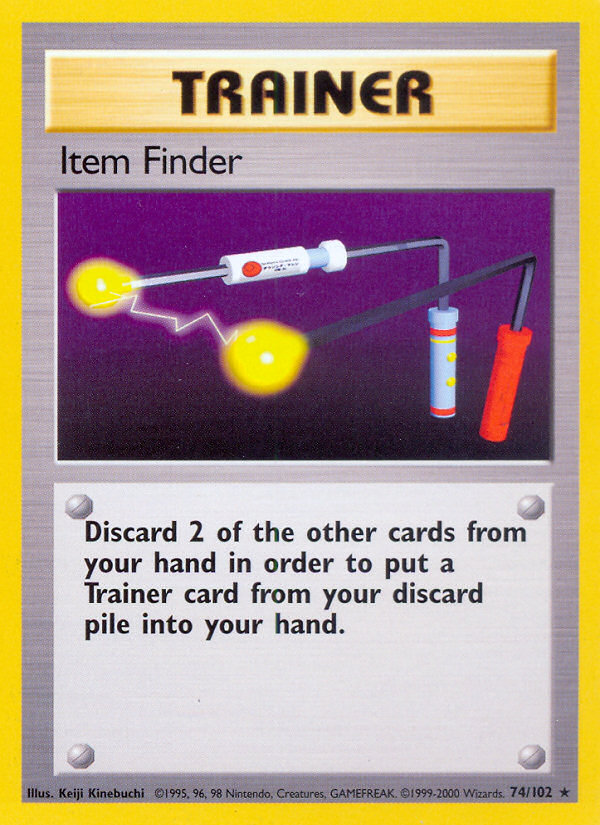 TRAINER
Item Finder
Discard 2 of the other cards from
your hand in order to put a
Trainer card from your discard
pile into your hand.
Illus. Keiji Kinebuchi ©1995, 96, 98 Nintendo, Creatures, GAMEFREAK. ©1999-2000 Wizards. 74/102 ★